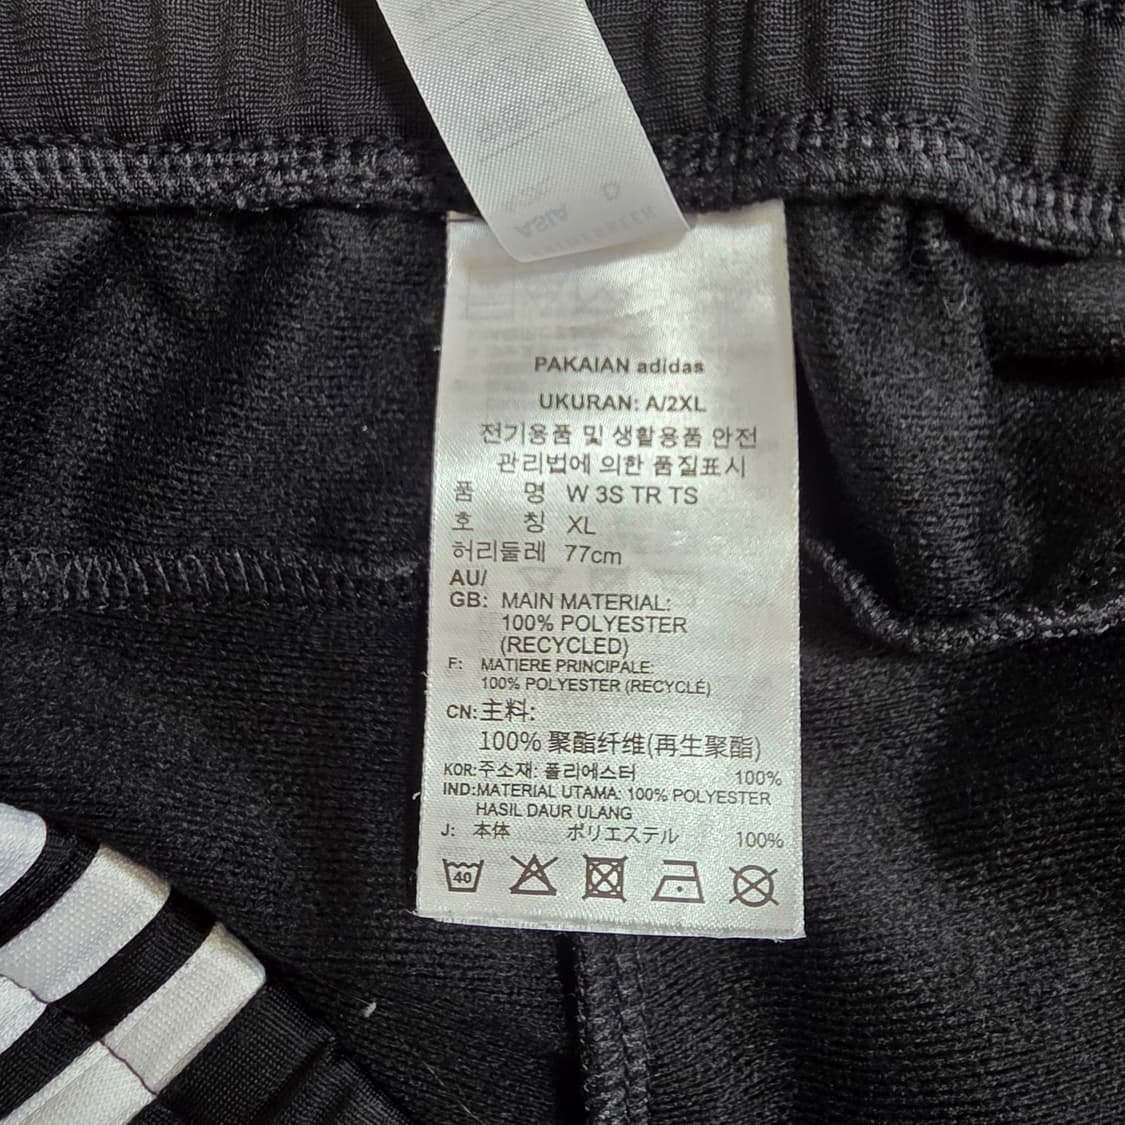 ASIA
PAKAIAN adidas
UKURAN: A/2XL
전기용품 및 생활용품 안전
관리법에 의한 품질표시
품 명 W 3S TR TS
호 칭 XL
허리둘레 77cm
AU/
GB: MAIN MATERIAL:
100% POLYESTER
(RECYCLED)
F: MATIERE PRINCIPALE:
100% POLYESTER (RECYCLÉ)
CN:主料:
100% 聚酯纤维(再生聚酯)
KOR:주소재: 폴리에스터 100%
IND:MATERIAL UTAMA: 100% POLYESTER
HASIL DAUR ULANG
J: 本体 ポリエステル 100%
40